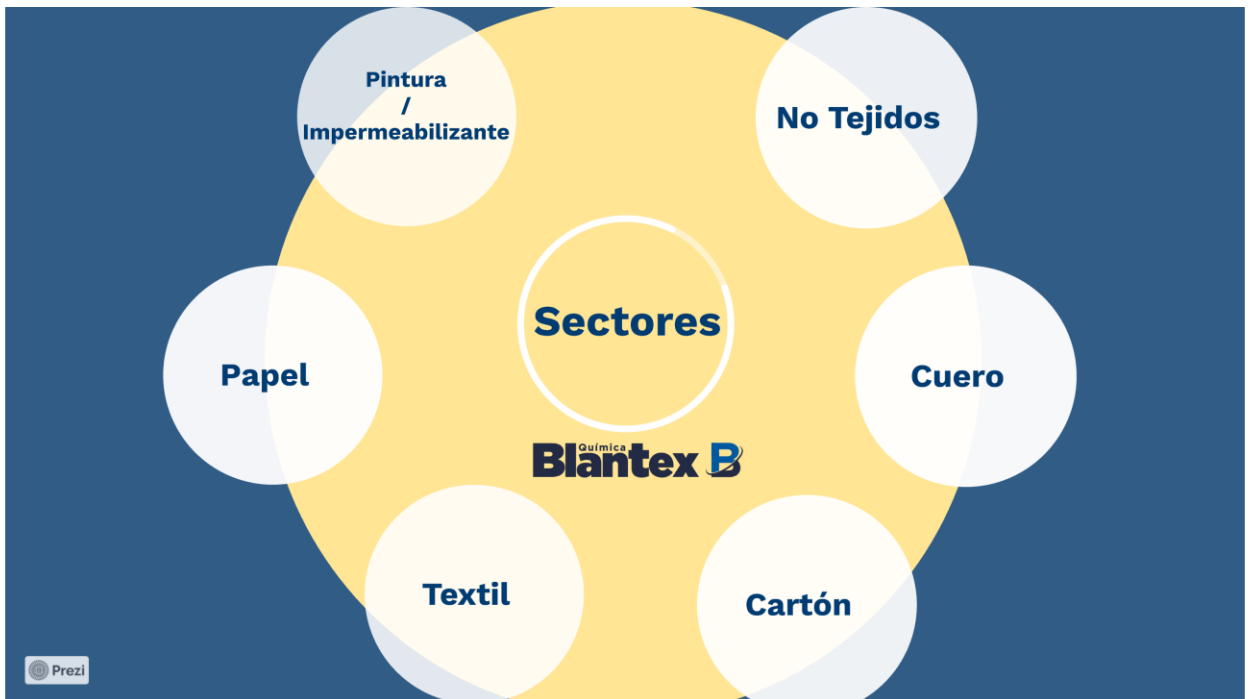 Pintura
/
Impermeabilizante
No Tejidos
Sectores
Papel
Cuero
Química
Blantex B
Textil
Cartón
Prezi